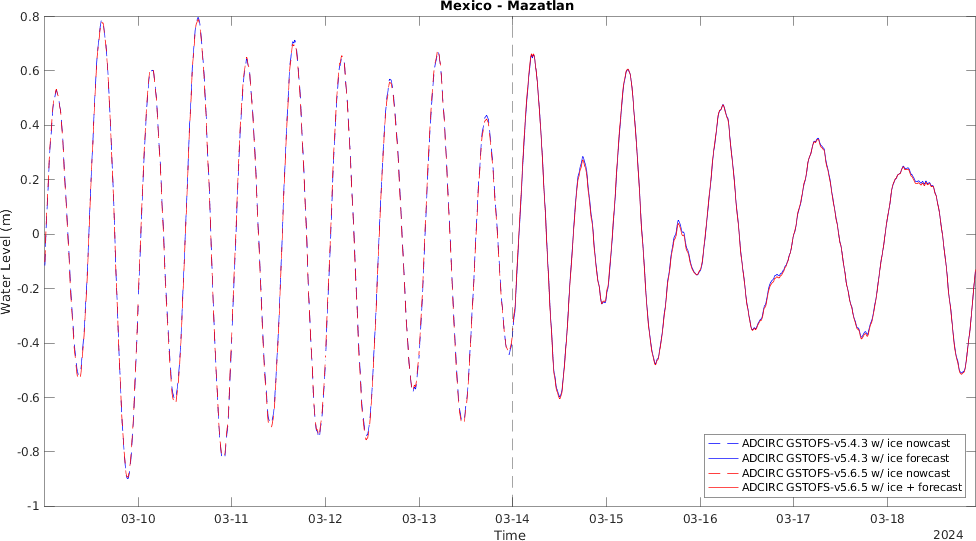 Mexico - Mazatlan
0.8
0.6
0.4
0.2
0
-0.2
-0.4
-0.6
-0.8
-1
Water Level (m)
03-10 03-11 03-12 03-13 03-14 03-15 03-16 03-17 03-18
Time
2024
ADCIRC GSTOFS-v5.4.3 w/ ice nowcast
ADCIRC GSTOFS-v5.4.3 w/ ice forecast
ADCIRC GSTOFS-v5.6.5 w/ ice nowcast
ADCIRC GSTOFS-v5.6.5 w/ ice + forecast